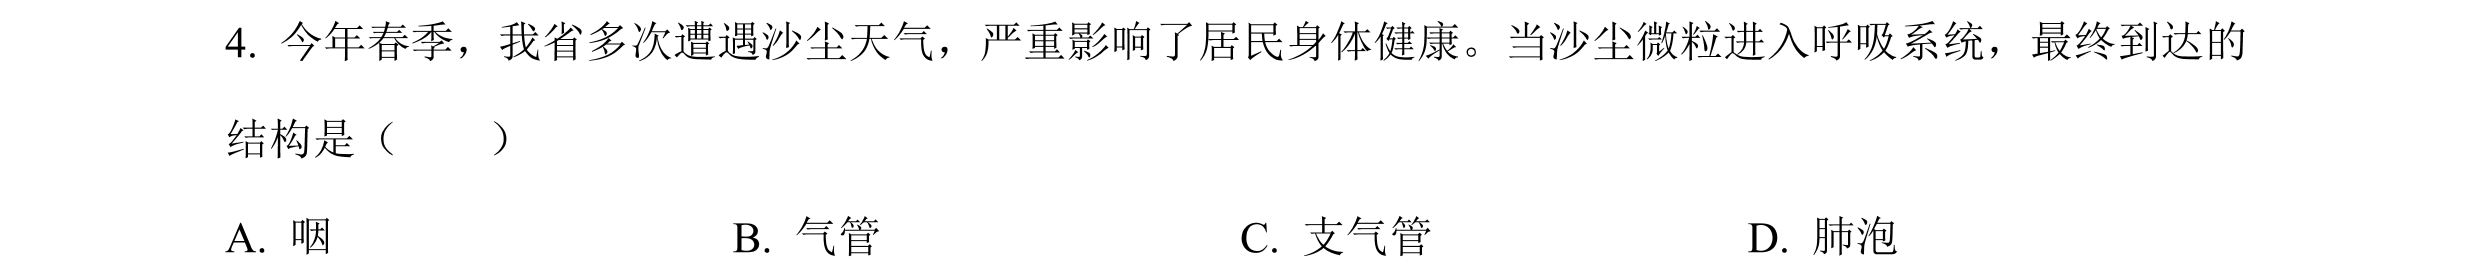 4. 今年春季，我省多次遭遇沙尘天气，严重影响了居民身体健康。当沙尘微粒进入呼吸系统，最终到达的
结构是（　　）
A. 咽　B. 气管　C. 支气管　D. 肺泡